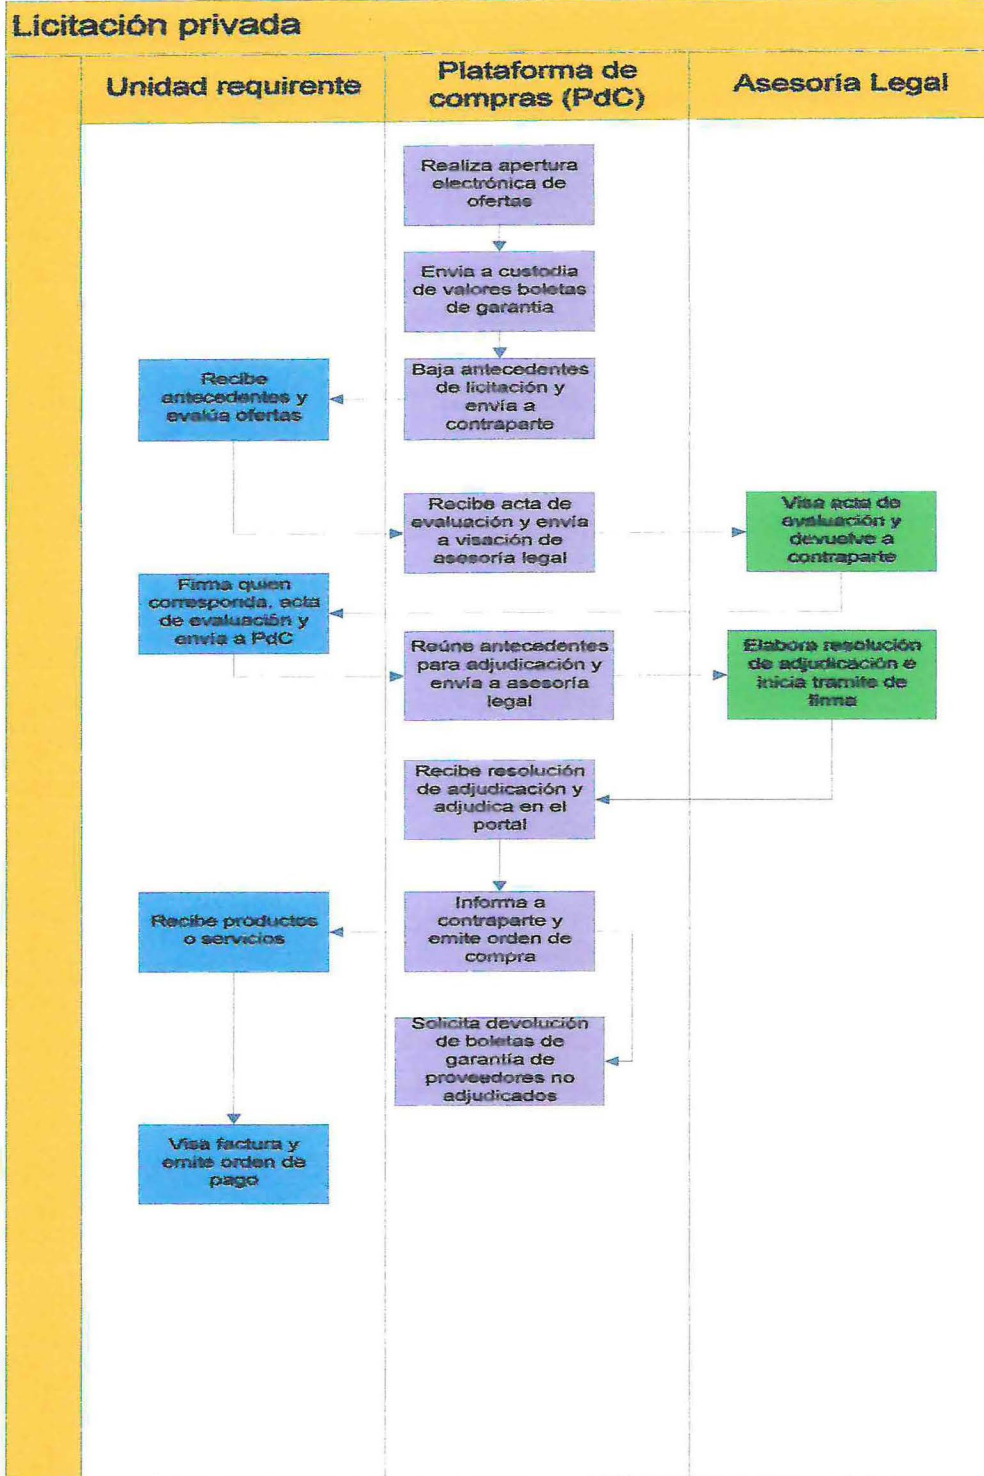 Licitación privada
Unidad requirente
Plataforma de
compras (PdC)
Asesoría Legal
Realiza apertura
electrónica de
ofertas
Envia a custodia
de valores boletas
de garantia
Baja antecedentes
de licitación y
envía a
contraparte
Recibe
antecedentes y
evalúa ofertas
Recibe acta de
evaluación y envía
a visación de
asesoría legal
Visa acta de
evaluación y
devuelve a
contraparte
Firma quien
corresponda, acta
de evaluación y
envía a PdC
Reúne antecedentes
para adjudicación y
envía a asesoría
legal
Elabora resolución
de adjudicación e
inicia tramite de
firma
Recibe resolución
de adjudicación y
adjudica en el
portal
Informa a
contraparte y
emite orden de
compra
Recibe productos
o servicios
Solicita devolución
de boletas de
garantía de
proveedores no
adjudicados
Visa factura y
emite orden de
pago